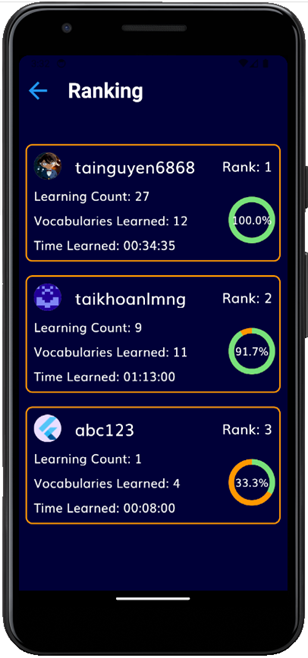 Ranking
tainguyen6868 Rank: 1
Learning Count: 27
Vocabularies Learned: 12 100.0%
Time Learned: 00:34:35
taikhoanlmng Rank: 2
Learning Count: 9
Vocabularies Learned: 11 91.7%
Time Learned: 01:13:00
abc123 Rank: 3
Learning Count: 1
Vocabularies Learned: 4 33.3%
Time Learned: 00:08:00